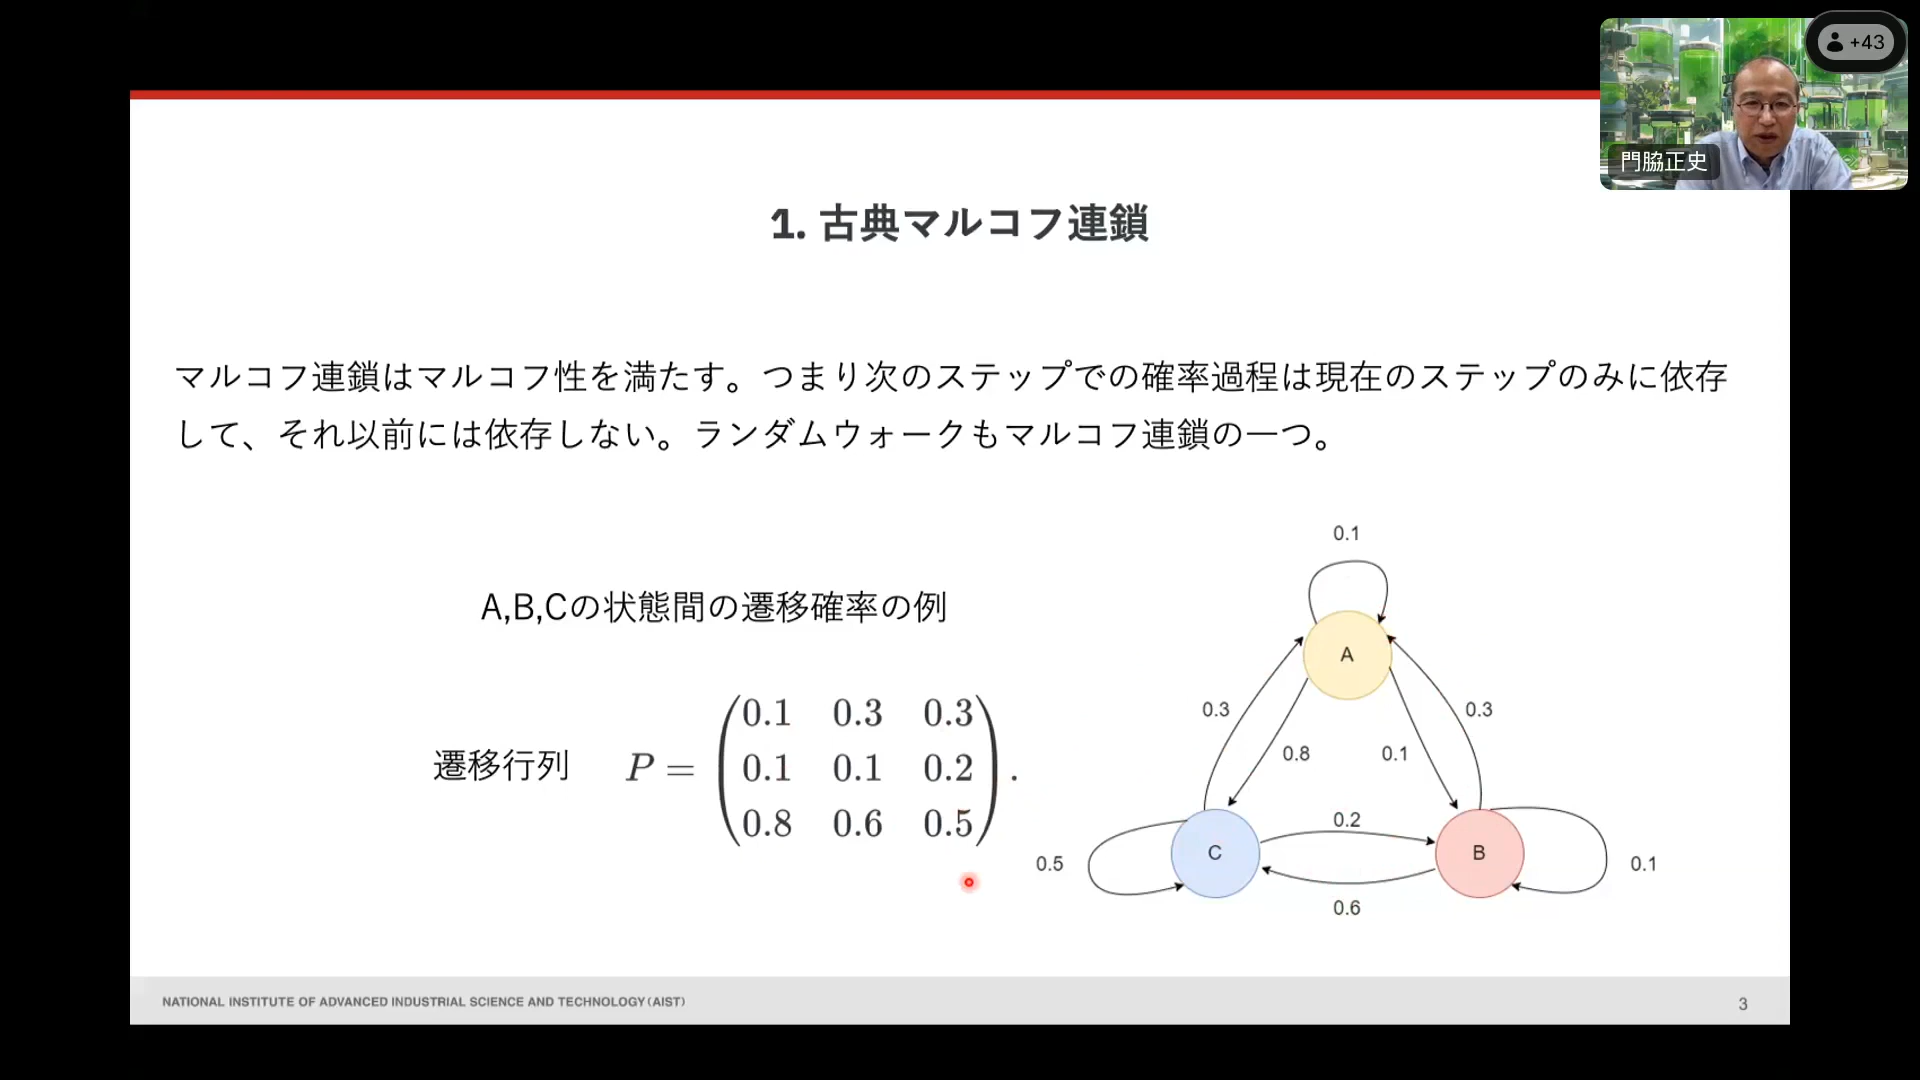 +43
門脇正史
1. 古典マルコフ連鎖
マルコフ連鎖はマルコフ性を満たす。つまり次のステップでの確率過程は現在のステップのみに依存
して、それ以前には依存しない。ランダムウォークもマルコフ連鎖の一つ。
A,B,Cの状態間の遷移確率の例
遷移行列 P = (0.1 0.3 0.3
0.1 0.1 0.2
0.8 0.6 0.5).
0.1
A
0.3
0.3
0.8
0.1
0.2
0.5
C
B
0.1
0.6
NATIONAL INSTITUTE OF ADVANCED INDUSTRIAL SCIENCE AND TECHNOLOGY (AIST)
3